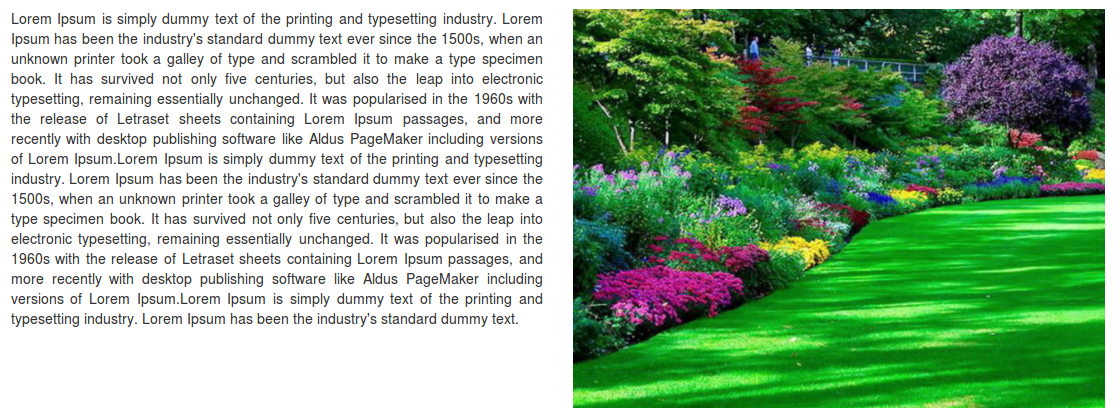 Lorem Ipsum is simply dummy text of the printing and typesetting industry. Lorem
Ipsum has been the industry's standard dummy text ever since the 1500s, when an
unknown printer took a galley of type and scrambled it to make a type specimen
book. It has survived not only five centuries, but also the leap into electronic
typesetting, remaining essentially unchanged. It was popularised in the 1960s with
the release of Letraset sheets containing Lorem Ipsum passages, and more
recently with desktop publishing software like Aldus PageMaker including versions
of Lorem Ipsum.Lorem Ipsum is simply dummy text of the printing and typesetting
industry. Lorem Ipsum has been the industry's standard dummy text ever since the
1500s, when an unknown printer took a galley of type and scrambled it to make a
type specimen book. It has survived not only five centuries, but also the leap into
electronic typesetting, remaining essentially unchanged. It was popularised in the
1960s with the release of Letraset sheets containing Lorem Ipsum passages, and
more recently with desktop publishing software like Aldus PageMaker including
versions of Lorem Ipsum.Lorem Ipsum is simply dummy text of the printing and
typesetting industry. Lorem Ipsum has been the industry's standard dummy text.